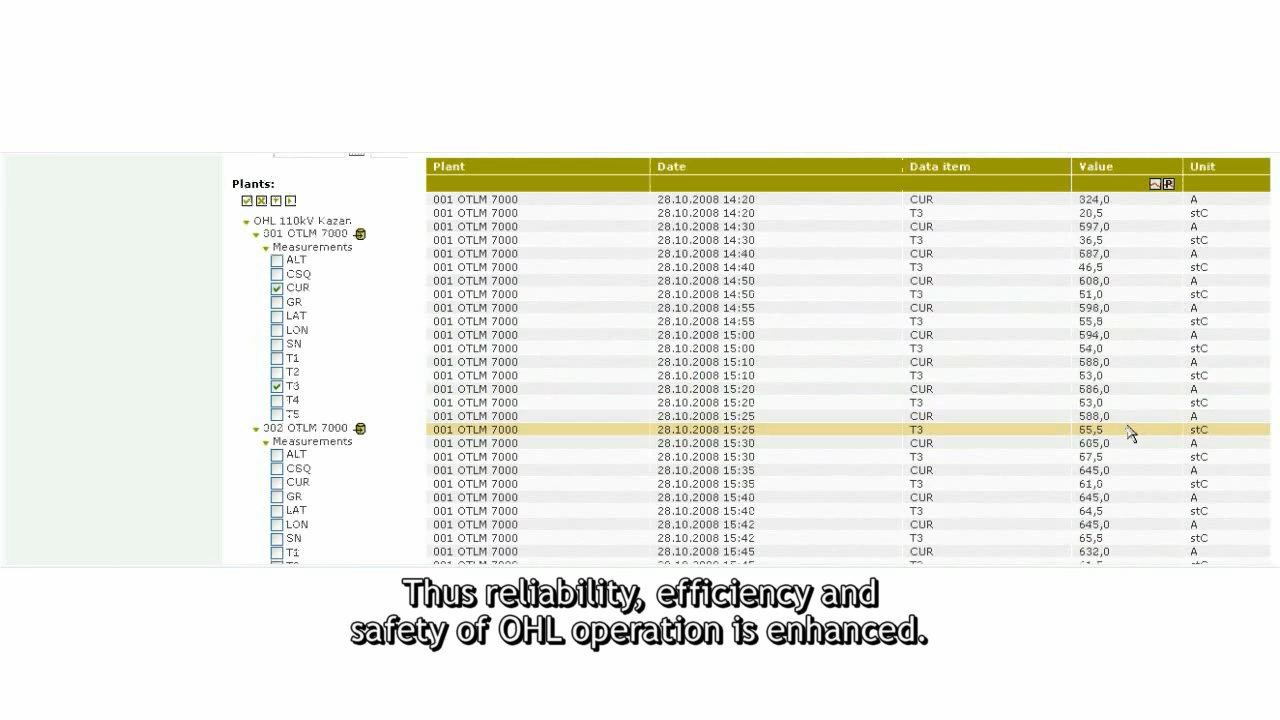 Plants:
OHL 110kV Kazar.
001 OTLM 7000
Measurements
ALT
CSQ
CUR
GR
LAT
LON
SN
T1
T2
T3
T4
T5
002 OTLM 7000
Measurements
ALT
CSQ
CUR
GR
LAT
LON
SN
T1
Plant Date Data item Value Unit
001 OTLM 7000 28.10.2008 14:20 CUR 324,0 A
001 OTLM 7000 28.10.2008 14:20 T3 20,5 stC
001 OTLM 7000 28.10.2008 14:30 CUR 597,0 A
001 OTLM 7000 28.10.2008 14:30 T3 36,5 stC
001 OTLM 7000 28.10.2008 14:40 CUR 587,0 A
001 OTLM 7000 28.10.2008 14:40 T3 46,5 stC
001 OTLM 7000 28.10.2008 14:50 CUR 608,0 A
001 OTLM 7000 28.10.2008 14:50 T3 51,0 stC
001 OTLM 7000 28.10.2008 14:55 CUR 598,0 A
001 OTLM 7000 28.10.2008 14:55 T3 55,5 stC
001 OTLM 7000 28.10.2008 15:00 CUR 594,0 A
001 OTLM 7000 28.10.2008 15:00 T3 54,0 stC
001 OTLM 7000 28.10.2008 15:10 CUR 588,0 A
001 OTLM 7000 28.10.2008 15:10 T3 53,0 stC
001 OTLM 7000 28.10.2008 15:20 CUR 586,0 A
001 OTLM 7000 28.10.2008 15:20 T3 53,0 stC
001 OTLM 7000 28.10.2008 15:25 CUR 588,0 A
001 OTLM 7000 28.10.2008 15:25 T3 55,5 stC
001 OTLM 7000 28.10.2008 15:30 CUR 605,0 A
001 OTLM 7000 28.10.2008 15:30 T3 57,5 stC
001 OTLM 7000 28.10.2008 15:35 CUR 645,0 A
001 OTLM 7000 28.10.2008 15:35 T3 61,0 stC
001 OTLM 7000 28.10.2008 15:40 CUR 645,0 A
001 OTLM 7000 28.10.2008 15:40 T3 64,5 stC
001 OTLM 7000 28.10.2008 15:42 CUR 645,0 A
001 OTLM 7000 28.10.2008 15:42 T3 65,5 stC
001 OTLM 7000 28.10.2008 15:45 CUR 632,0 A
Thus reliability, efficiency and
safety of OHL operation is enhanced.